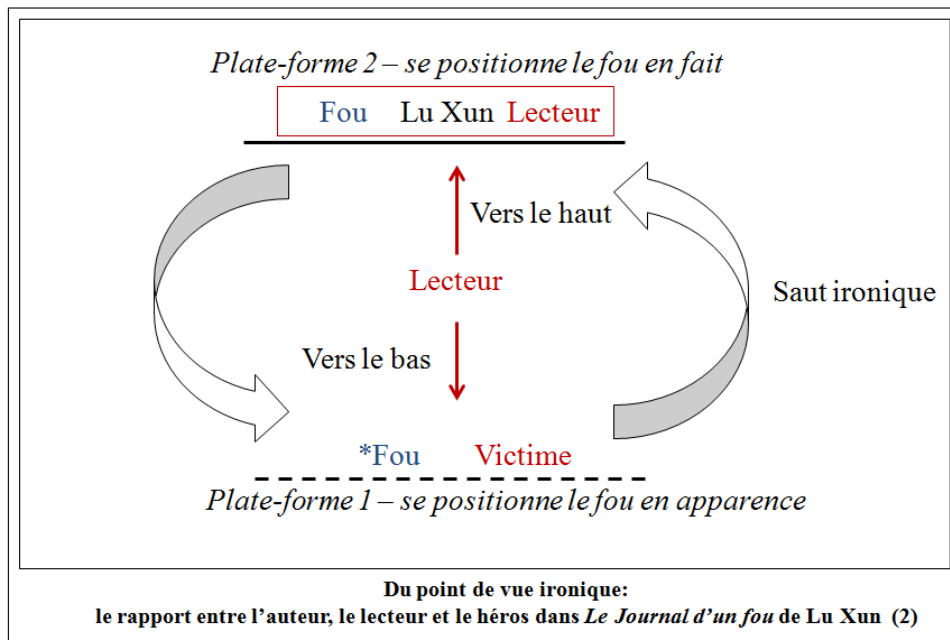 Plate-forme 2 – se positionne le fou en fait
Fou Lu Xun Lecteur
Vers le haut
Lecteur
Saut ironique
Vers le bas
*Fou Victime
Plate-forme 1 – se positionne le fou en apparence
Du point de vue ironique:
le rapport entre l'auteur, le lecteur et le héros dans Le Journal d'un fou de Lu Xun (2)